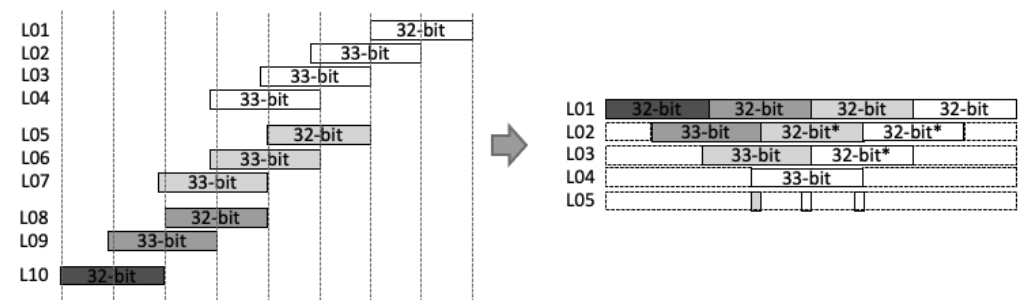 L01 32-bit
L02 33-bit
L03 33-bit
L04 33-bit
L05 32-bit
L06 33-bit
L07 33-bit
L08 32-bit
L09 33-bit
L10 32-bit
L01 32-bit 32-bit 32-bit 32-bit
L02 33-bit 32-bit* 32-bit*
L03 33-bit 32-bit*
L04 33-bit
L05